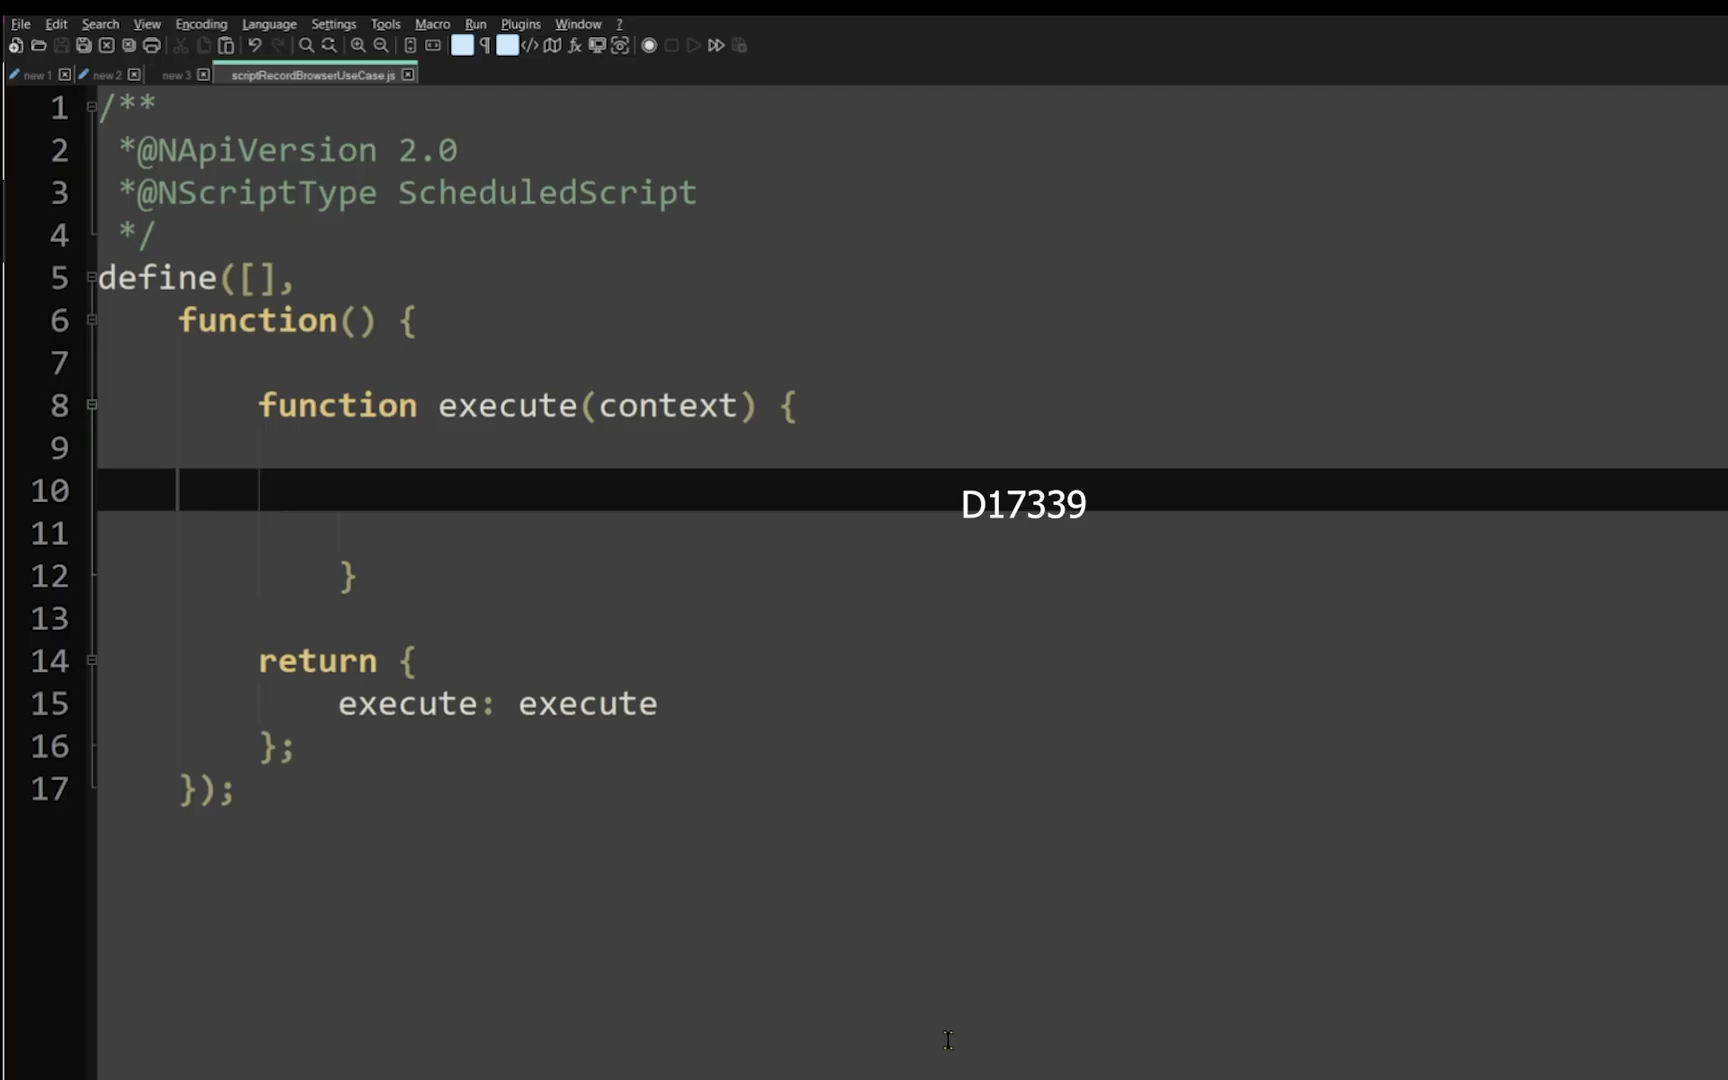 File Edit Search View Encoding Language Settings Tools Macro Run Plugins Window ?
new 1 new 2 new 3 scriptRecordBrowserUseCase.js
1 /**
2 *@NApiVersion 2.0
3 *@NScriptType ScheduledScript
4 */
5 define([],
6 function() {
7
8 function execute(context) {
9
10 D17339
11
12 }
13
14 return {
15 execute: execute
16 };
17 });